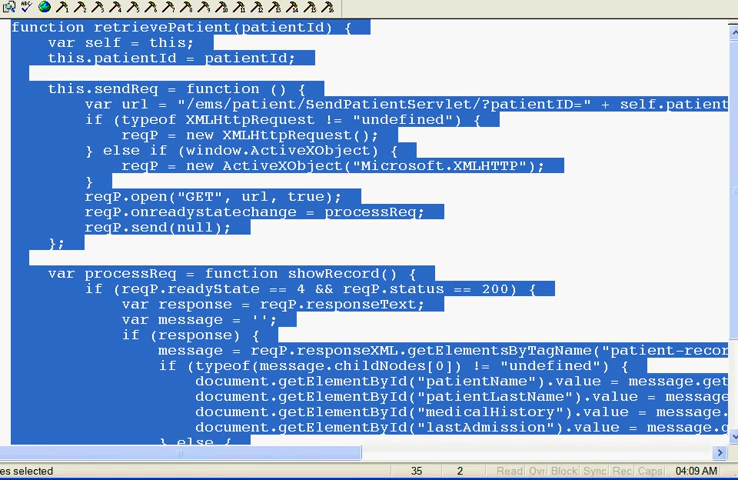 function retrievePatient(patientId) {
var self = this;
this.patientId = patientId;
this.sendReq = function () {
var url = "/ems/patient/SendPatientServlet/?patientID=" + self.patient
if (typeof XMLHttpRequest != "undefined") {
reqP = new XMLHttpRequest();
} else if (window.ActiveXObject) {
reqP = new ActiveXObject("Microsoft.XMLHTTP");
}
reqP.open("GET", url, true);
reqP.onreadystatechange = processReq;
reqP.send(null);
};
var processReq = function showRecord() {
if (reqP.readyState == 4 && reqP.status == 200) {
var response = reqP.responseText;
var message = '';
if (response) {
message = reqP.responseXML.getElementsByTagName("patient-recor
if (typeof(message.childNodes[0]) != "undefined") {
document.getElementById("patientName").value = message.get
document.getElementById("patientLastName").value = message
document.getElementById("medicalHistory").value = message.
document.getElementById("lastAdmission").value = message.g
} else {
es selected 35 2 Read Ovr Block Sync Rec Caps 04:09 AM